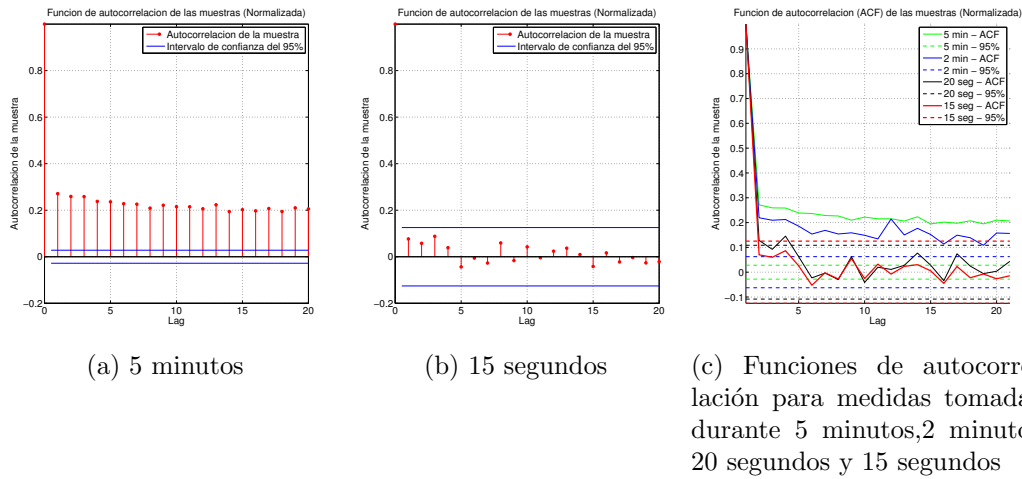 Funcion de autocorrelacion de las muestras (Normalizada)
Autocorrelacion de la muestra
Intervalo de confianza del 95%
Autocorrelacion de la muestra
1
0.8
0.6
0.4
0.2
0
−0.2
0 5 10 15 20
Lag
(a) 5 minutos
Funcion de autocorrelacion de las muestras (Normalizada)
Autocorrelacion de la muestra
Intervalo de confianza del 95%
Autocorrelacion de la muestra
1
0.8
0.6
0.4
0.2
0
−0.2
0 5 10 15 20
Lag
(b) 15 segundos
Funcion de autocorrelacion (ACF) de las muestras (Normalizada)
5 min − ACF
5 min − 95%
2 min − ACF
2 min − 95%
20 seg − ACF
20 seg − 95%
15 seg − ACF
15 seg − 95%
Autocorrelacion de la muestra
0.9
0.8
0.7
0.6
0.5
0.4
0.3
0.2
0.1
0
−0.1
5 10 15 20
Lag
(c) Funciones de autocorre
lación para medidas tomada
durante 5 minutos,2 minuto
20 segundos y 15 segundos